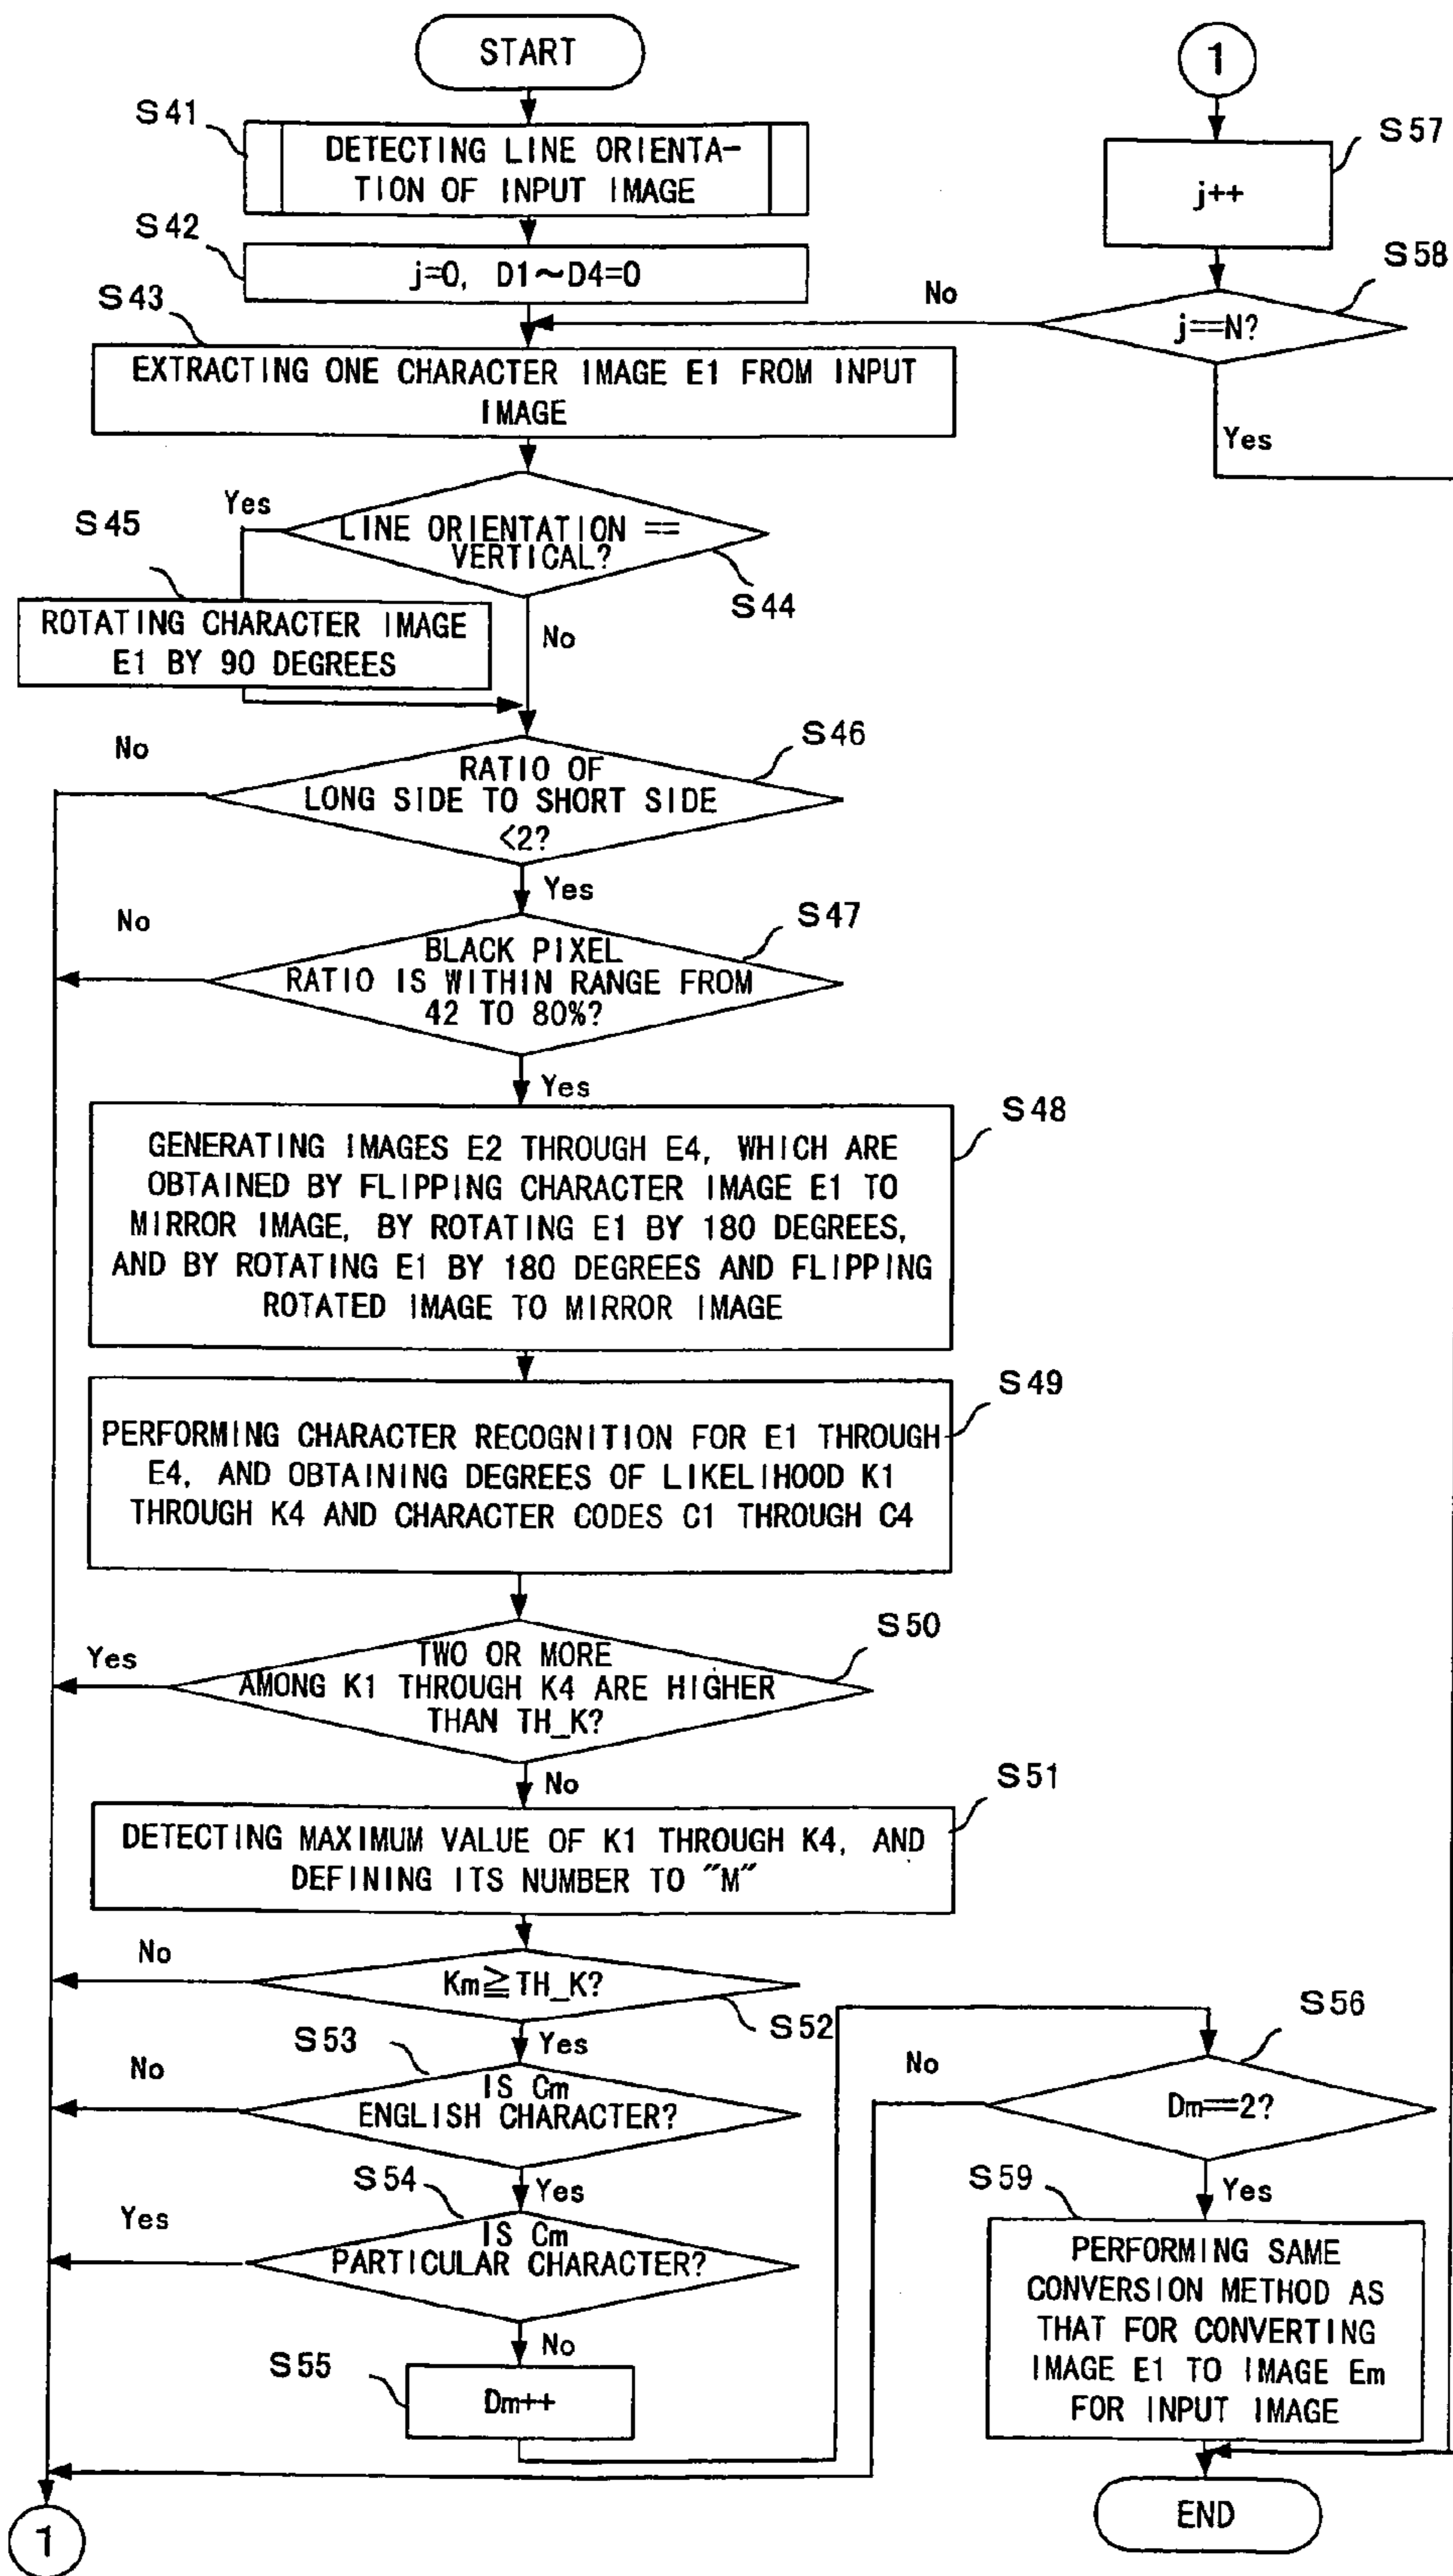 START
S41
DETECTING LINE ORIENTA-
TION OF INPUT IMAGE
S42
j=0, D1~D4=0
S43
EXTRACTING ONE CHARACTER IMAGE E1 FROM INPUT
IMAGE
Yes
LINE ORIENTATION ==
VERTICAL?
S44
S45
ROTATING CHARACTER IMAGE
E1 BY 90 DEGREES
No
No
RATIO OF
LONG SIDE TO SHORT SIDE
<2?
S46
Yes
No
BLACK PIXEL
RATIO IS WITHIN RANGE FROM
42 TO 80%?
S47
Yes
GENERATING IMAGES E2 THROUGH E4, WHICH ARE
OBTAINED BY FLIPPING CHARACTER IMAGE E1 TO
MIRROR IMAGE, BY ROTATING E1 BY 180 DEGREES,
AND BY ROTATING E1 BY 180 DEGREES AND FLIPPING
ROTATED IMAGE TO MIRROR IMAGE
S48
PERFORMING CHARACTER RECOGNITION FOR E1 THROUGH
E4, AND OBTAINING DEGREES OF LIKELIHOOD K1
THROUGH K4 AND CHARACTER CODES C1 THROUGH C4
S49
Yes
TWO OR MORE
AMONG K1 THROUGH K4 ARE HIGHER
THAN TH_K?
S50
No
DETECTING MAXIMUM VALUE OF K1 THROUGH K4, AND
DEFINING ITS NUMBER TO "M"
S51
No
Km≧TH_K?
S52
Yes
S53
No
IS Cm
ENGLISH CHARACTER?
Yes
S54
Yes
IS Cm
PARTICULAR CHARACTER?
No
S55
Dm++
1
1
S57
j++
S58
No
j==N?
Yes
S56
No
Dm==2?
Yes
S59
PERFORMING SAME
CONVERSION METHOD AS
THAT FOR CONVERTING
IMAGE E1 TO IMAGE Em
FOR INPUT IMAGE
END